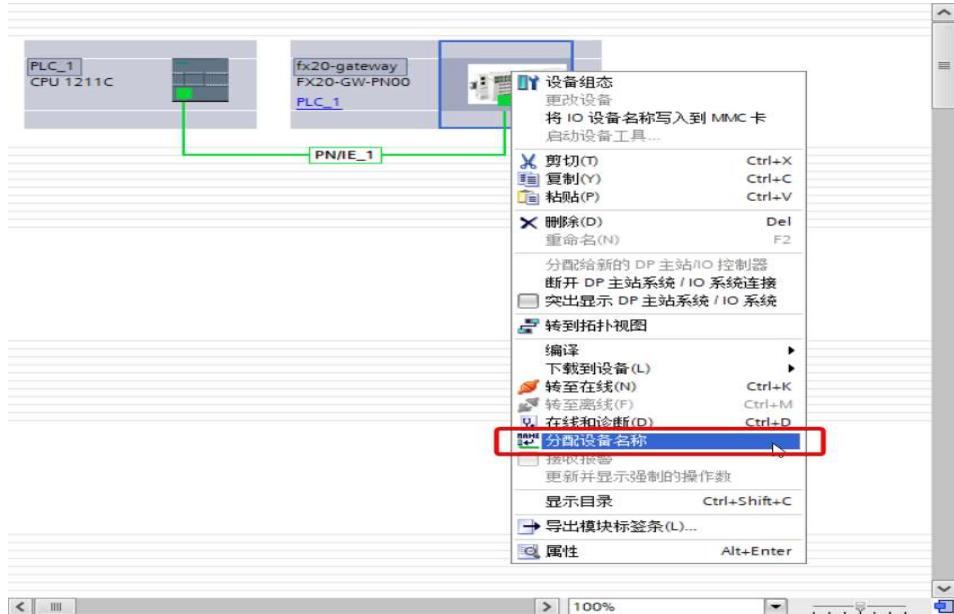 PLC_1
CPU 1211C
fx20-gateway
FX20-GW-PN00
PLC_1
PN/IE_1
设备组态
更改设备
将 IO 设备名称写入到 MMC 卡
启动设备工具...
剪切(T) Ctrl+X
复制(Y) Ctrl+C
粘贴(P) Ctrl+V
删除(D) Del
重命名(N) F2
分配给新的 DP 主站/IO 控制器
断开 DP 主站系统 / IO 系统连接
突出显示 DP 主站系统 / IO 系统
转到拓扑视图
编译
下载到设备(L)
转至在线(N) Ctrl+K
转至离线(F) Ctrl+M
在线和诊断(D) Ctrl+D
NAME 分配设备名称
接收报警
更新并显示强制的操作数
显示目录 Ctrl+Shift+C
导出模块标签条(L)...
属性 Alt+Enter
100%